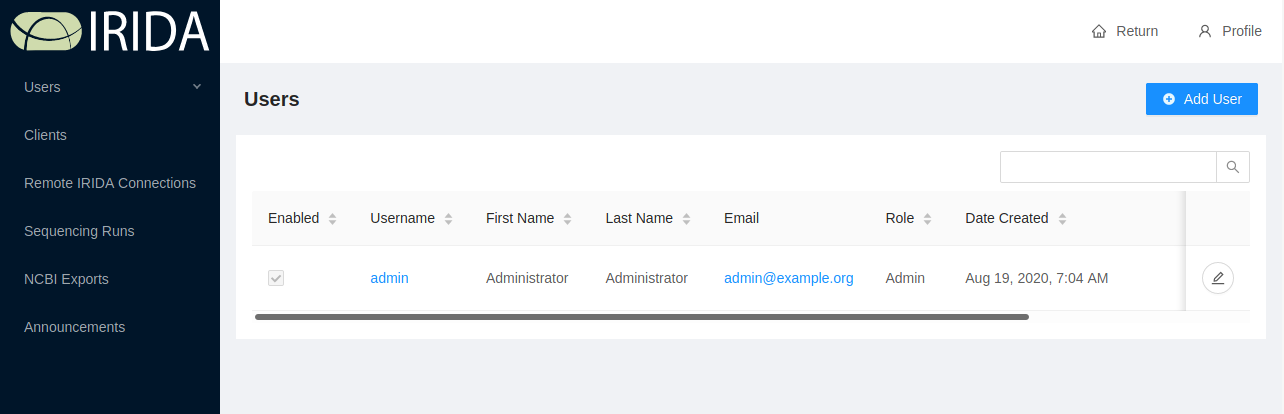 IRIDA
Return Profile
Users
Clients
Remote IRIDA Connections
Sequencing Runs
NCBI Exports
Announcements
Users
Add User
Enabled Username First Name Last Name Email Role Date Created
admin Administrator Administrator admin@example.org Admin Aug 19, 2020, 7:04 AM